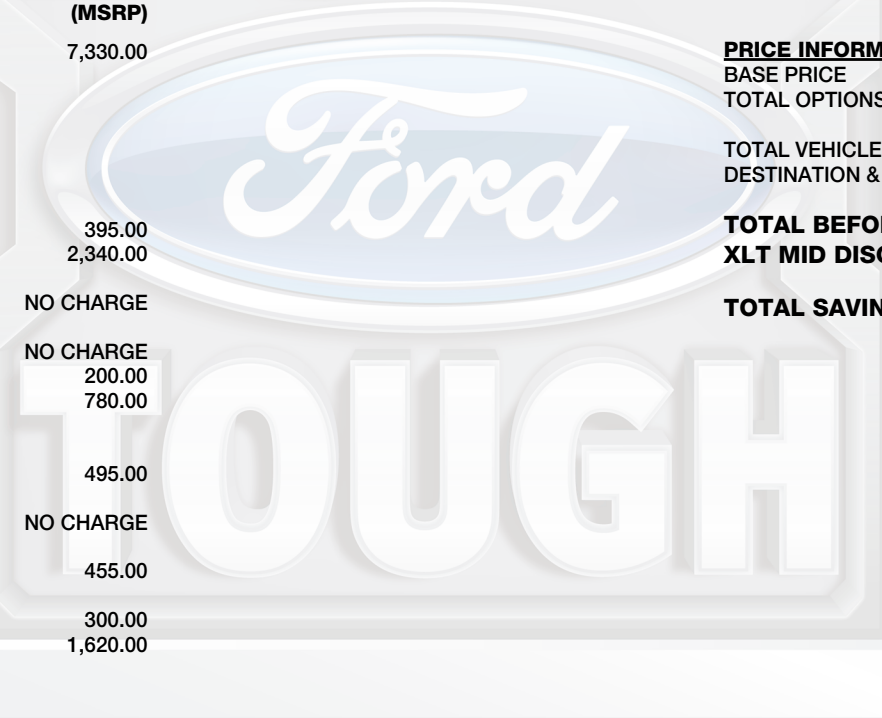 (MSRP)
7,330.00
395.00
2,340.00
NO CHARGE
NO CHARGE
200.00
780.00
495.00
NO CHARGE
455.00
300.00
1,620.00
PRICE INFORM
BASE PRICE
TOTAL OPTIONS
TOTAL VEHICLE
DESTINATION &
TOTAL BEFO
XLT MID DISC
TOTAL SAVIN
Ford
TOUGH